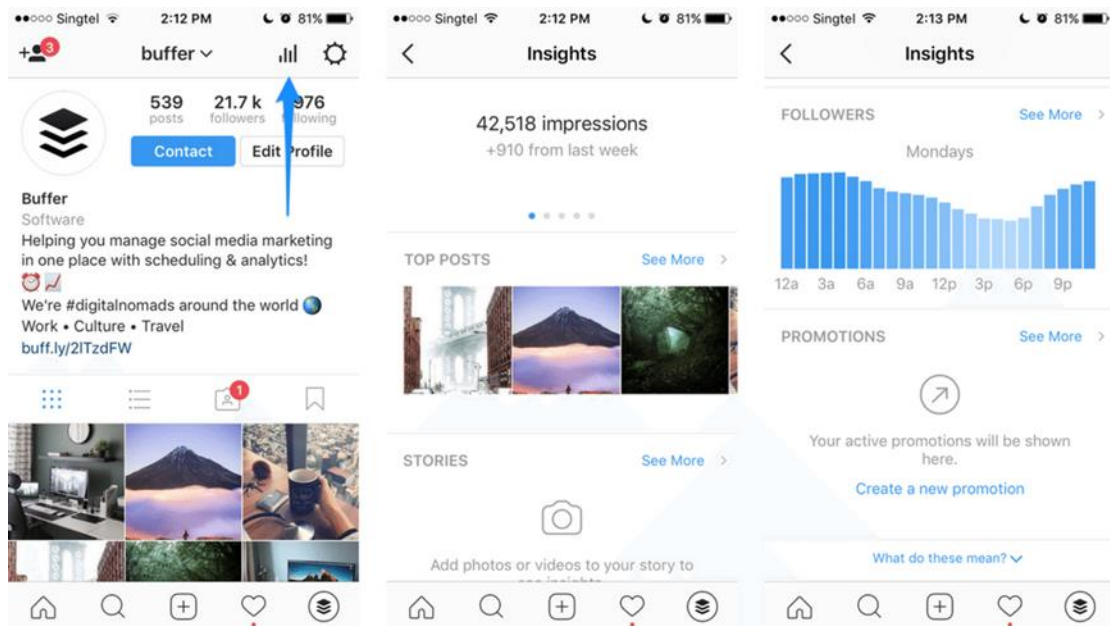 ●●○○○ Singtel 2:12 PM 81%
3
buffer
539 21.7 k 976
posts followers following
Contact Edit Profile
Buffer
Software
Helping you manage social media marketing
in one place with scheduling & analytics!
We're #digitalnomads around the world
Work • Culture • Travel
buff.ly/2lTzdFW
1
●●○○○ Singtel 2:12 PM 81%
Insights
42,518 impressions
+910 from last week
TOP POSTS See More
STORIES See More
Add photos or videos to your story to
●●○○○ Singtel 2:13 PM 81%
Insights
FOLLOWERS See More
Mondays
12a 3a 6a 9a 12p 3p 6p 9p
PROMOTIONS See More
Your active promotions will be shown
here.
Create a new promotion
What do these mean?